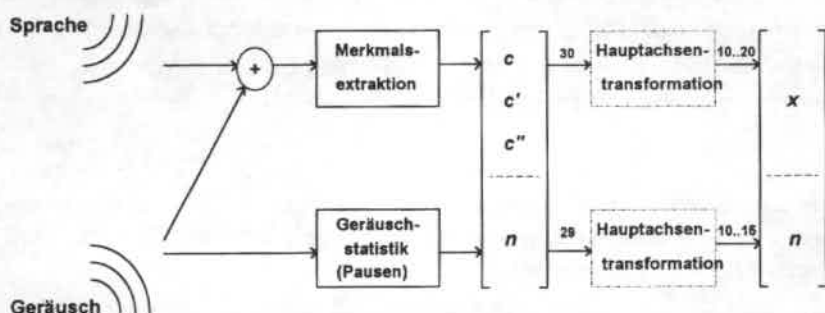 Sprache
+
Merkmals-
extraktion
c
c′
c″
n
30
Hauptachsen-
transformation
10..20
x
n
Geräusch-
statistik
(Pausen)
29
Hauptachsen-
transformation
10..15
Geräusch